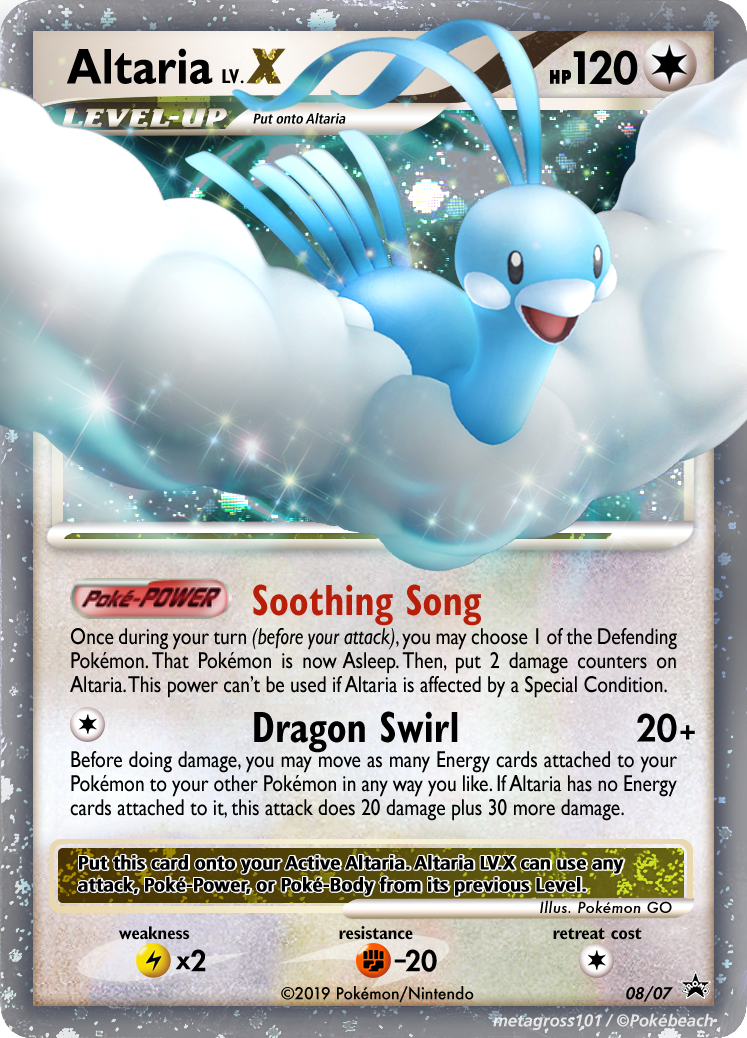 Altaria LV.X HP120
LEVEL-UP Put onto Altaria
Poké-POWER Soothing Song
Once during your turn (before your attack), you may choose 1 of the Defending
Pokémon. That Pokémon is now Asleep. Then, put 2 damage counters on
Altaria. This power can't be used if Altaria is affected by a Special Condition.
Dragon Swirl 20+
Before doing damage, you may move as many Energy cards attached to your
Pokémon to your other Pokémon in any way you like. If Altaria has no Energy
cards attached to it, this attack does 20 damage plus 30 more damage.
Put this card onto your Active Altaria. Altaria LV.X can use any
attack, Poké-Power, or Poké-Body from its previous Level.
Illus. Pokémon GO
weakness resistance retreat cost
x2 -20
©2019 Pokémon/Nintendo 08/07
metagross101 / ©Pokébeach